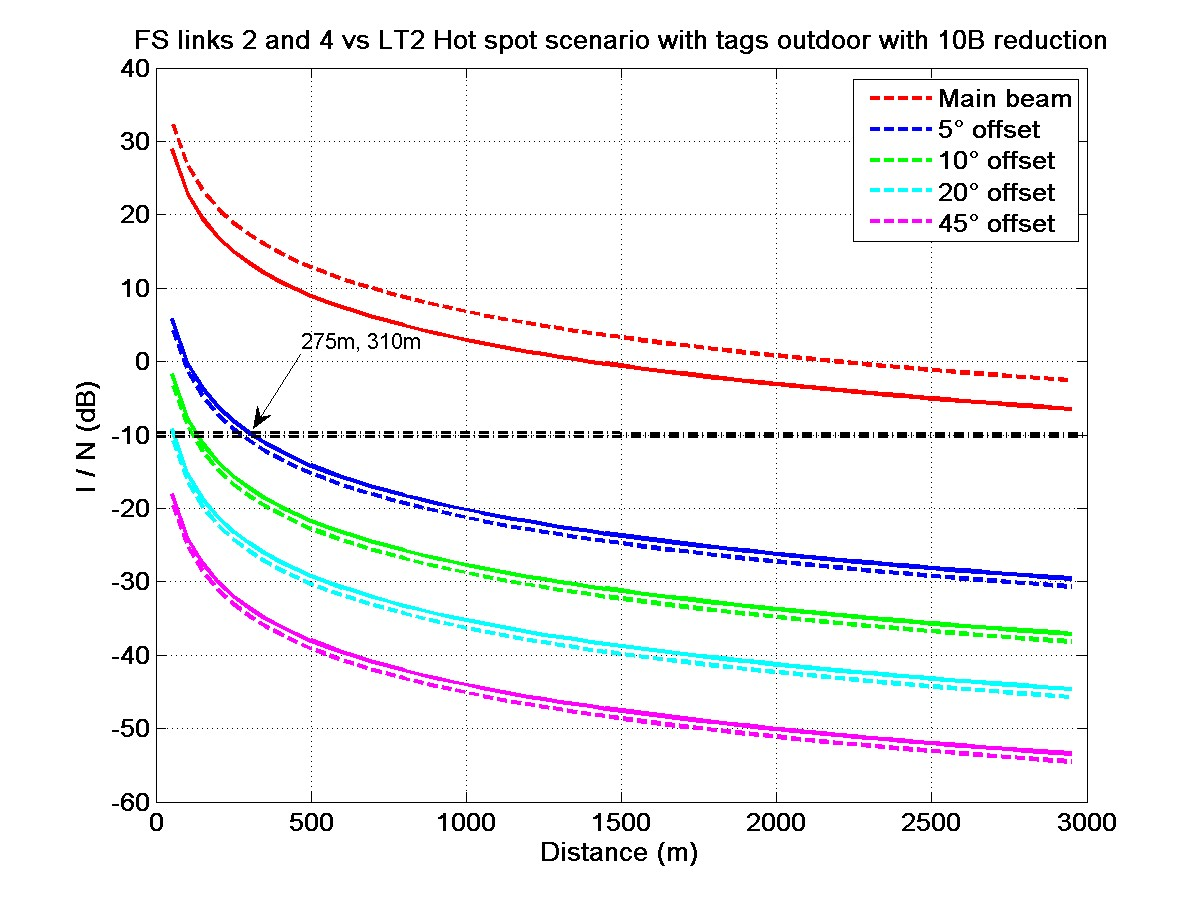 FS links 2 and 4 vs LT2 Hot spot scenario with tags outdoor with 10B reduction
40
30
20
10
0
-10
-20
-30
-40
-50
-60
I / N (dB)
Main beam
5° offset
10° offset
20° offset
45° offset
275m, 310m
0 500 1000 1500 2000 2500 3000
Distance (m)